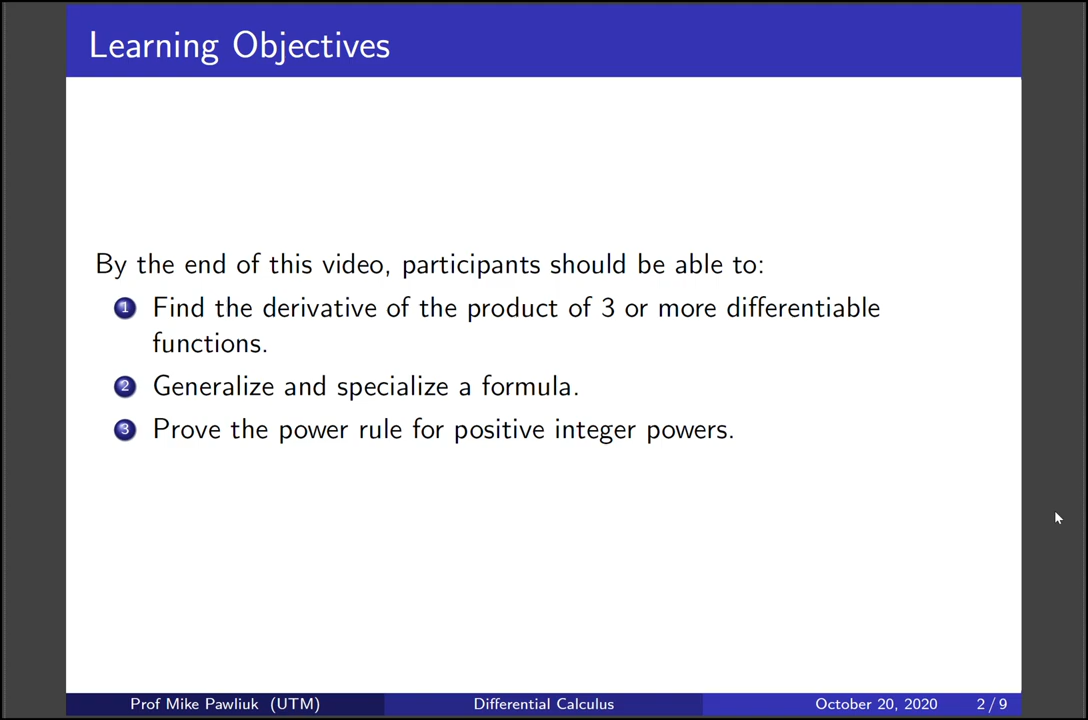 Learning Objectives
By the end of this video, participants should be able to:
1 Find the derivative of the product of 3 or more differentiable
functions.
2 Generalize and specialize a formula.
3 Prove the power rule for positive integer powers.
Prof Mike Pawliuk (UTM) Differential Calculus October 20, 2020 2 / 9